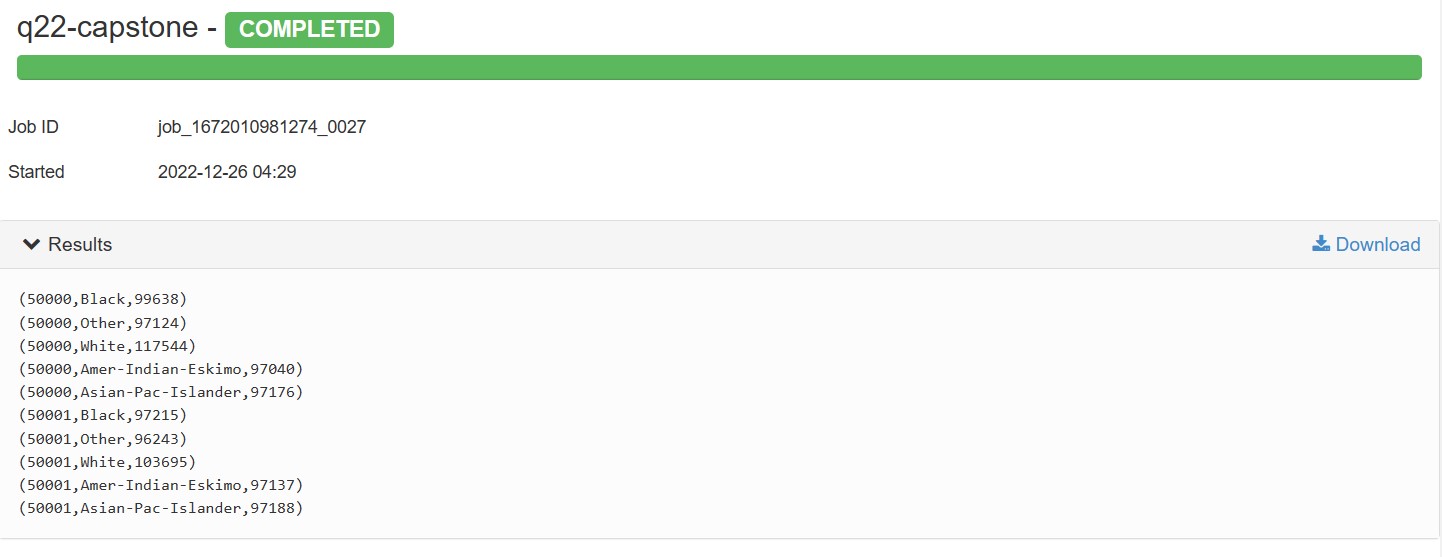 q22-capstone - COMPLETED
Job ID job_1672010981274_0027
Started 2022-12-26 04:29
Results Download
(50000,Black,99638)
(50000,Other,97124)
(50000,White,117544)
(50000,Amer-Indian-Eskimo,97040)
(50000,Asian-Pac-Islander,97176)
(50001,Black,97215)
(50001,Other,96243)
(50001,White,103695)
(50001,Amer-Indian-Eskimo,97137)
(50001,Asian-Pac-Islander,97188)